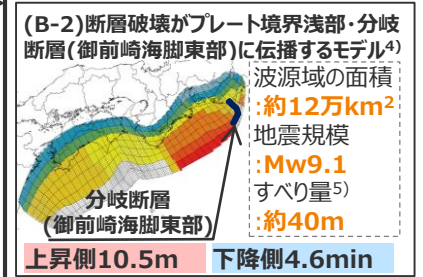 (B-2)断層破壊がプレート境界浅部・分岐
断層(御前崎海脚東部)に伝播するモデル4)
波源域の面積
:約12万km2
地震規模
:Mw9.1
すべり量5)
:約40m
分岐断層
(御前崎海脚東部)
上昇側10.5m 下降側4.6min